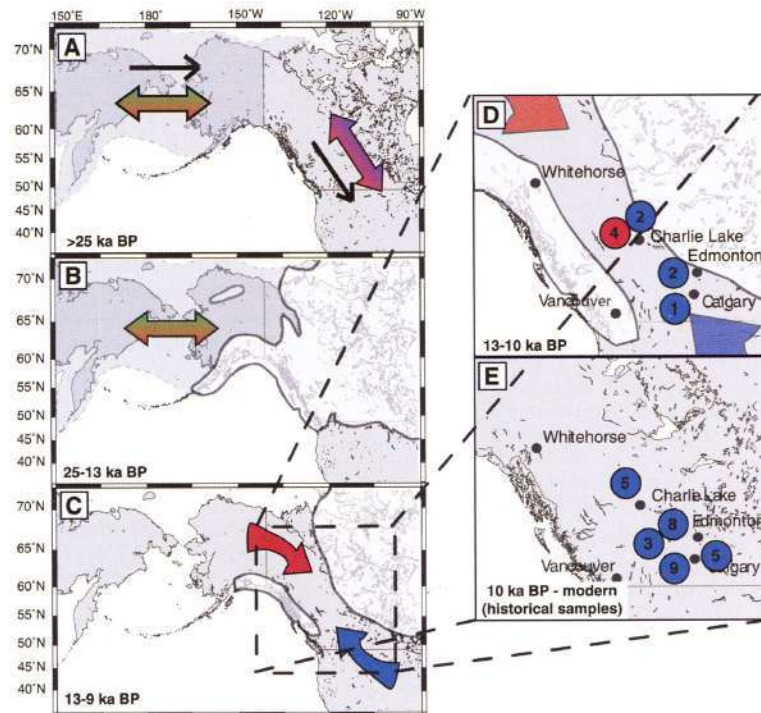 150°E 180° 150°W 120°W 90°W
A
70°N
65°N
60°N
55°N
50°N
45°N
40°N
>25 ka BP
B
70°N
65°N
60°N
55°N
50°N
45°N
40°N
25-13 ka BP
C
70°N
65°N
60°N
55°N
50°N
45°N
40°N
13-9 ka BP
D
Whitehorse
2
4
Charlie Lake
Edmonton
2
Vancouver
1
Calgary
13-10 ka BP
E
Whitehorse
5
Charlie Lake
8
Edmonton
3
5
Vancouver
9
Calgary
10 ka BP - modern
(historical samples)